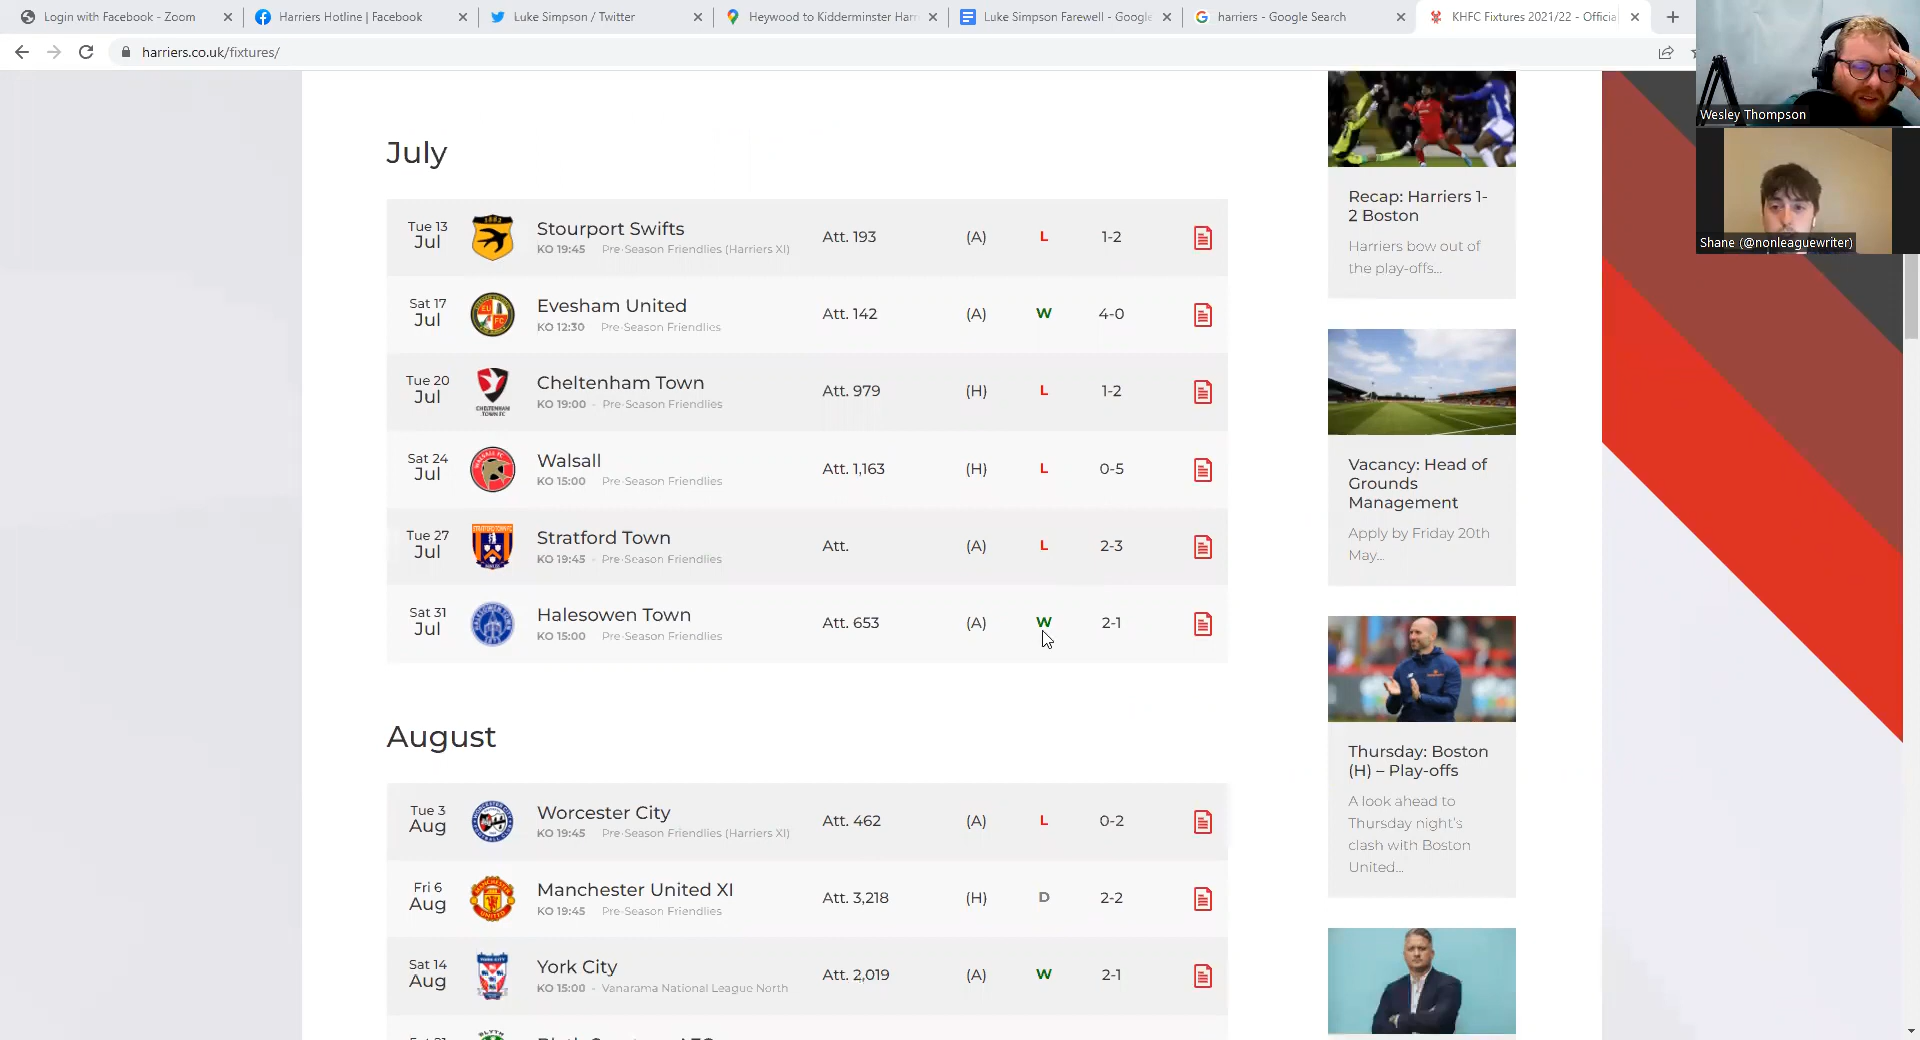 Login with Facebook - Zoom
Harriers Hotline | Facebook
Luke Simpson / Twitter
Heywood to Kidderminster Harr
Luke Simpson Farewell - Google
harriers - Google Search
KHFC Fixtures 2021/22 - Officia
harriers.co.uk/fixtures/
Wesley Thompson
Shane (@nonleaguewriter)
July
Tue 13 Jul Stourport Swifts Att. 193 (A) L 1-2
KO 19:45 Pre-Season Friendlies (Harriers XI)
Sat 17 Jul Evesham United Att. 142 (A) W 4-0
KO 12:30 Pre-Season Friendlies
Tue 20 Jul Cheltenham Town Att. 979 (H) L 1-2
KO 19:00 - Pre-Season Friendlies
Sat 24 Jul Walsall Att. 1,163 (H) L 0-5
KO 15:00 Pre-Season Friendlies
Tue 27 Jul Stratford Town Att. (A) L 2-3
KO 19:45 - Pre-Season Friendlies
Sat 31 Jul Halesowen Town Att. 653 (A) W 2-1
KO 15:00 Pre-Season Friendlies
August
Tue 3 Aug Worcester City Att. 462 (A) L 0-2
KO 19:45 Pre-Season Friendlies (Harriers XI)
Fri 6 Aug Manchester United XI Att. 3,218 (H) D 2-2
KO 19:45 Pre-Season Friendlies
Sat 14 Aug York City Att. 2,019 (A) W 2-1
KO 15:00 - Vanarama National League North
Recap: Harriers 1-
2 Boston
Harriers bow out of
the play-offs...
Vacancy: Head of
Grounds
Management
Apply by Friday 20th
May...
Thursday: Boston
(H) – Play-offs
A look ahead to
Thursday night's
clash with Boston
United...